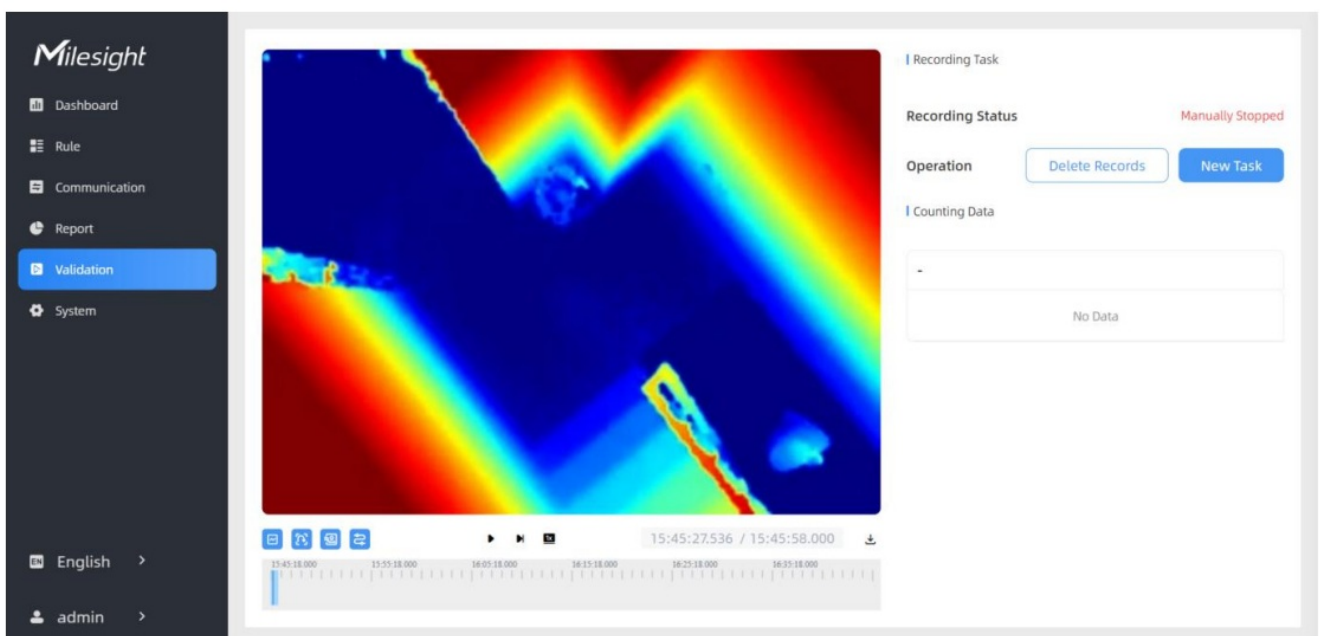 Milesight
Dashboard
Rule
Communication
Report
Validation
System
EN English >
admin >
Recording Task
Recording Status Manually Stopped
Operation Delete Records New Task
Counting Data
-
No Data
1x 15:45:27.536 / 15:45:58.000
15:45:18.000 15:55:18.000 16:05:18.000 16:15:18.000 16:25:18.000 16:35:18.000